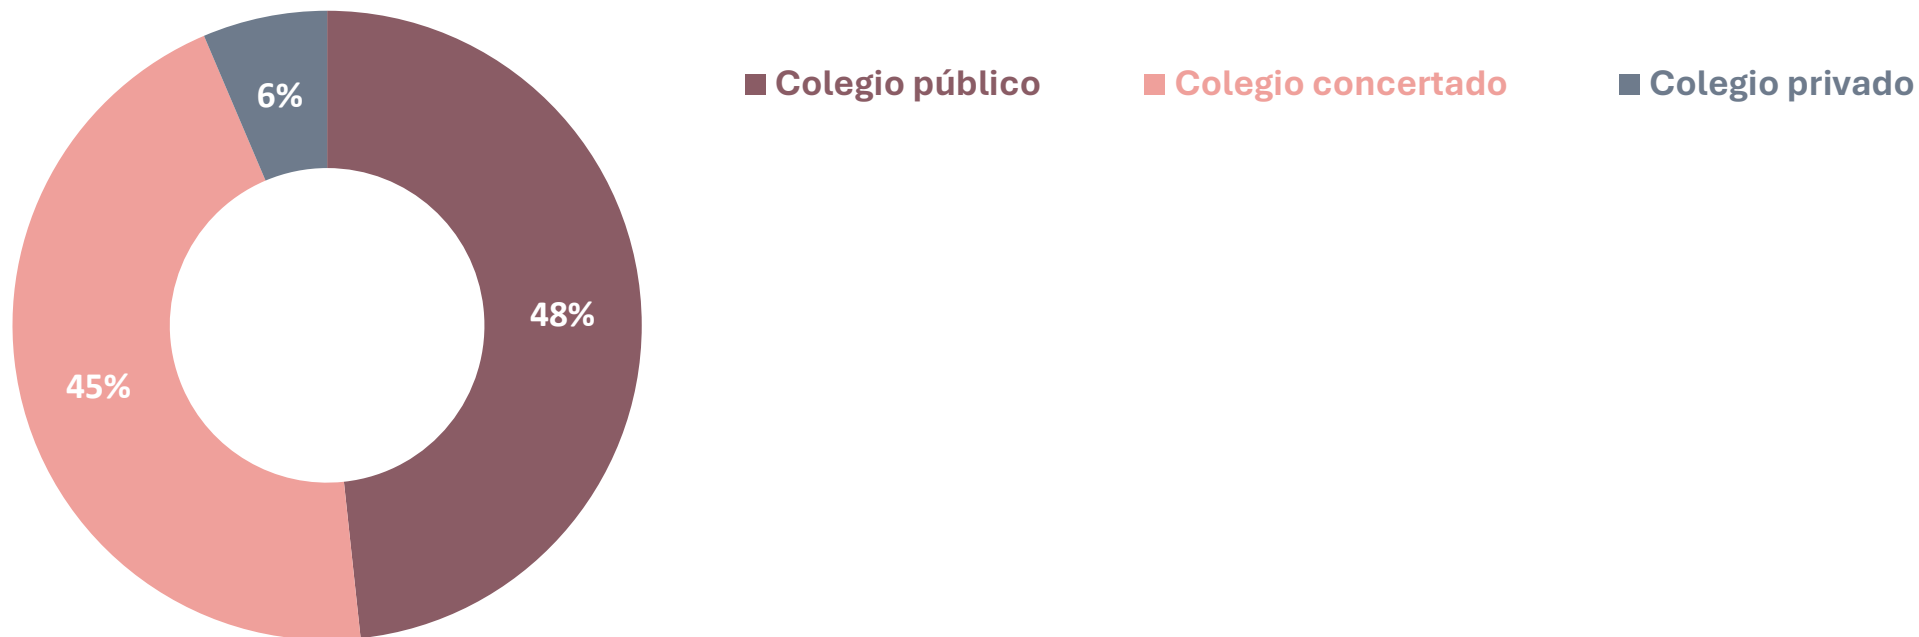 Colegio público
Colegio concertado
Colegio privado
6%
48%
45%